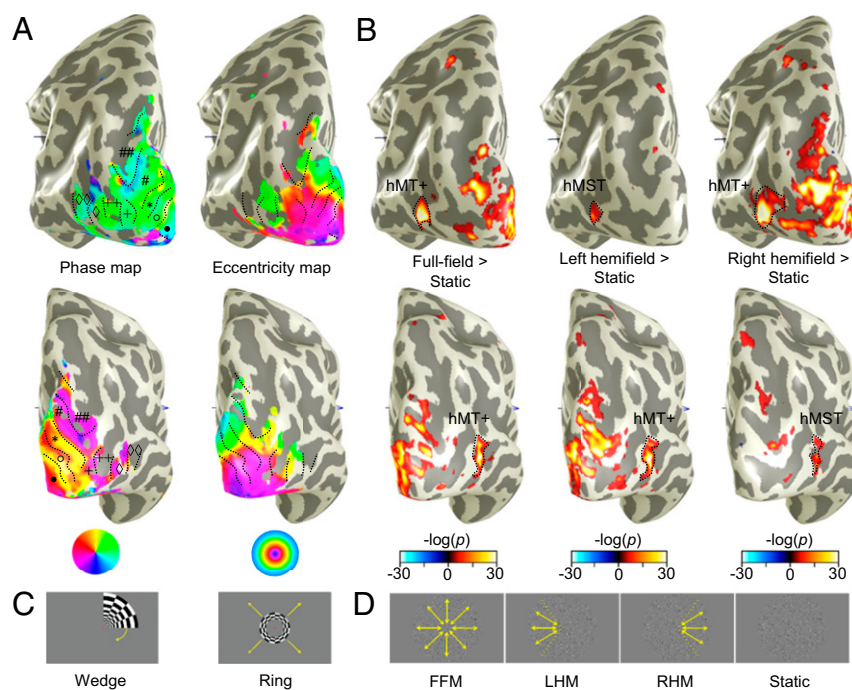 A
B
##
#
◊◊
◊
++
+
*
○
●
Phase map
Eccentricity map
hMT+
Full-field >
Static
hMST
Left hemifield >
Static
hMT+
Right hemifield >
Static
#
##
*
○
++
+
◊◊
◊
●
hMT+
hMT+
hMST
-log(p)
-30 0 30
-log(p)
-30 0 30
-log(p)
-30 0 30
C
Wedge
Ring
D
FFM
LHM
RHM
Static